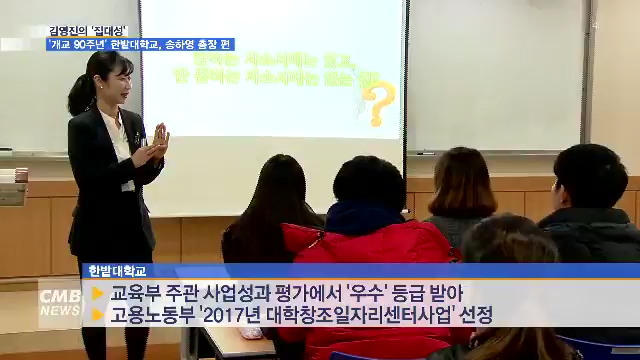 김영진의 '집대성'
'개교 90주년' 한밭대학교, 송하영 총장 편
?
한밭대학교
▶ 교육부 주관 사업성과 평가에서 '우수' 등급 받아
▶ 고용노동부 '2017년 대학창조일자리센터사업' 선정
CMB
NEWS